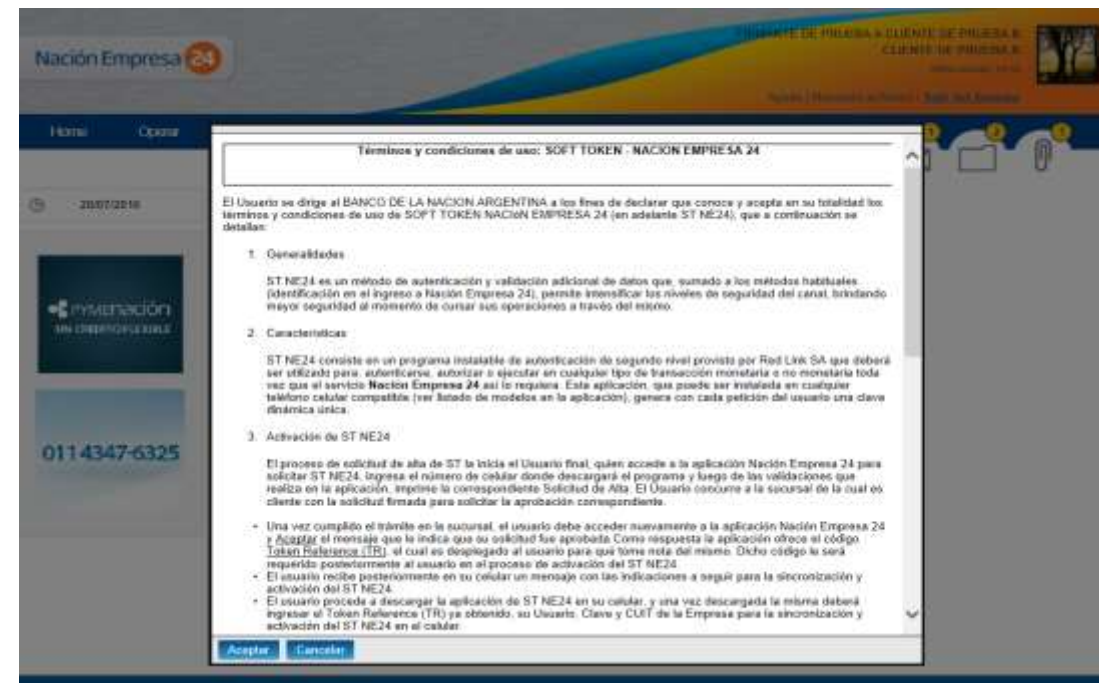 Nación Empresa 24
CLIENTE DE PRUEBA B
Home Operar
20/07/2016
PYMENACIÓN
011 4347-6325
Términos y condiciones de uso: SOFT TOKEN - NACION EMPRESA 24
El Usuario se dirige al BANCO DE LA NACION ARGENTINA a los fines de declarar que conoce y acepta en su totalidad los
términos y condiciones de uso de SOFT TOKEN NACIóN EMPRESA 24 (en adelante ST NE24), que a continuación se
detallan:
1. Generalidades
ST NE24 es un método de autenticación y validación adicional de datos que, sumado a los métodos habituales
(identificación en el ingreso a Nación Empresa 24), permite intensificar los niveles de seguridad del canal, brindando
mayor seguridad al momento de cursar sus operaciones a través del mismo.
2. Características
ST NE24 consiste en un programa instalable de autenticación de segundo nivel provisto por Red Link SA que deberá
ser utilizado para, autenticarse, autorizar o ejecutar en cualquier tipo de transacción monetaria o no monetaria toda
vez que el servicio Nación Empresa 24 así lo requiera. Esta aplicación, que puede ser instalada en cualquier
teléfono celular compatible (ver listado de modelos en la aplicación), genera con cada petición del usuario una clave
dinámica única.
3. Activación de ST NE24
El proceso de solicitud de alta de ST la inicia el Usuario final, quien accede a la aplicación Nación Empresa 24 para
solicitar ST NE24, ingresa el número de celular donde descargará el programa y luego de las validaciones que
realiza en la aplicación, imprime la correspondiente Solicitud de Alta. El Usuario concurre a la sucursal de la cual es
cliente con la solicitud firmada para solicitar la aprobación correspondiente.
• Una vez cumplido el trámite en la sucursal, el usuario debe acceder nuevamente a la aplicación Nación Empresa 24
y Aceptar el mensaje que le indica que su solicitud fue aprobada.Como respuesta la aplicación ofrece el código
Token Reference (TR), el cual es desplegado al usuario para que tome nota del mismo. Dicho código le será
requerido posteriormente al usuario en el proceso de activación del ST NE24.
• El usuario recibe posteriormente en su celular un mensaje con las indicaciones a seguir para la sincronización y
activación del ST NE24.
• El usuario procede a descargar la aplicación de ST NE24 en su celular, y una vez descargada la misma deberá
ingresar el Token Reference (TR) ya obtenido, su Usuario, Clave y CUIT de la Empresa para la sincronización y
activación del ST NE24 en el celular.
Aceptar Cancelar